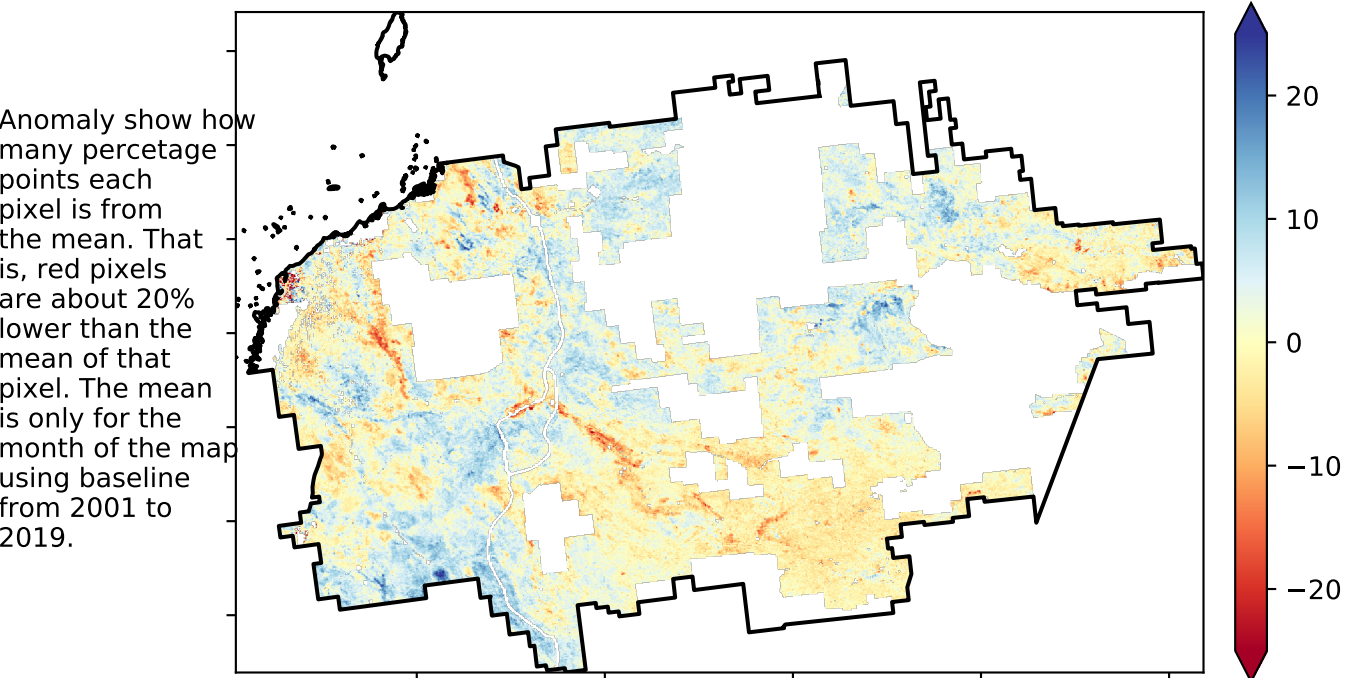 Anomaly show how
many percetage
points each
pixel is from
the mean. That
is, red pixels
are about 20%
lower than the
mean of that
pixel. The mean
is only for the
month of the map
using baseline
from 2001 to
2019.
20
10
0
−10
−20